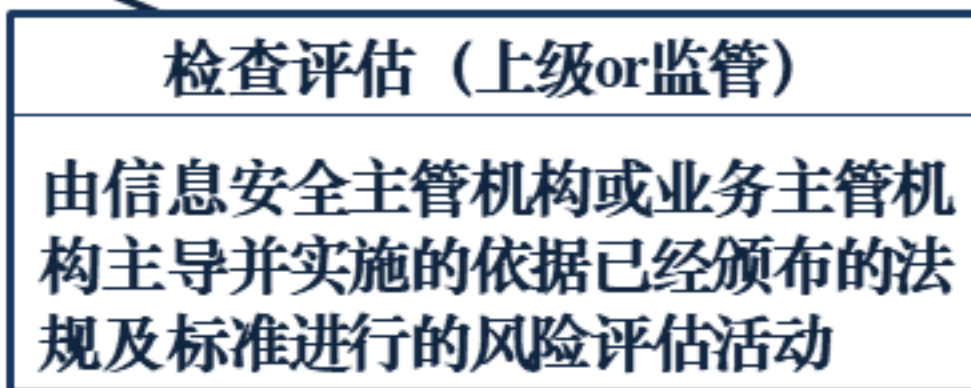 检查评估（上级or监管）
由信息安全主管机构或业务主管机
构主导并实施的依据已经颁布的法
规及标准进行的风险评估活动